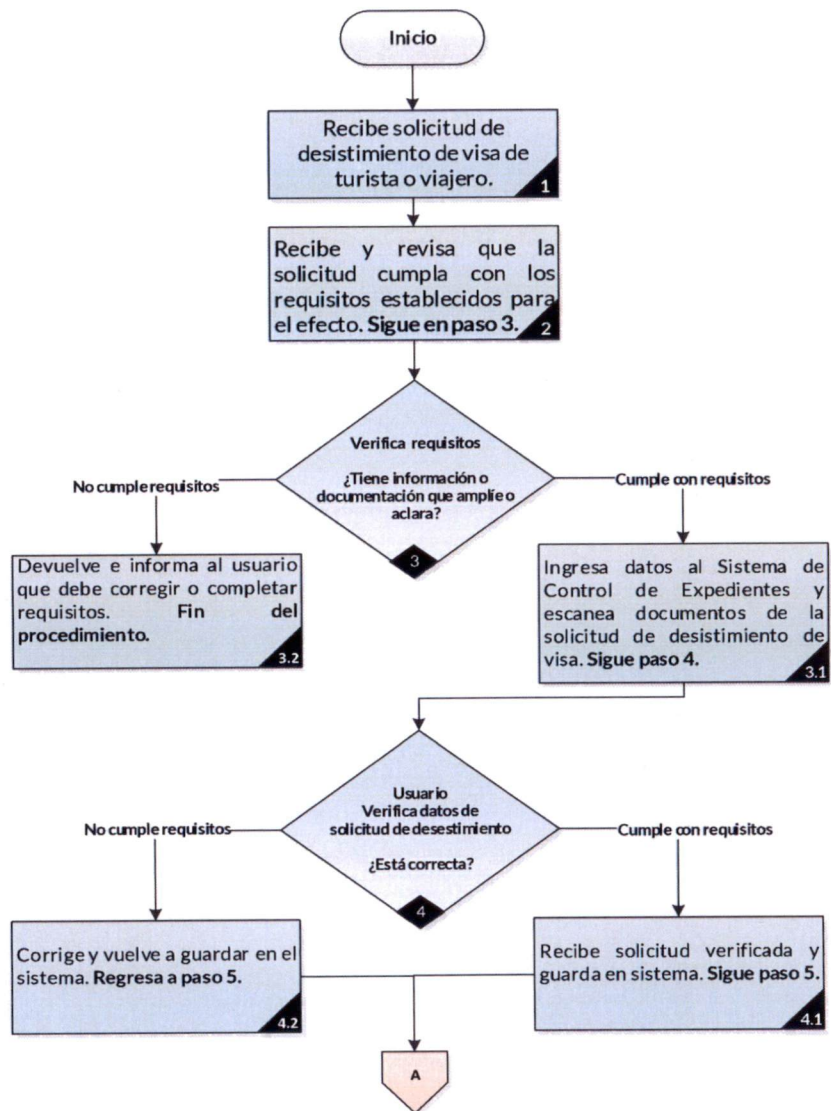 Inicio
Recibe solicitud de
desistimiento de visa de
turista o viajero.
1
Recibe y revisa que la
solicitud cumpla con los
requisitos establecidos para
el efecto. Sigue en paso 3.
2
Verifica requisitos
¿Tiene información o
documentación que amplíe o
aclara?
3
No cumple requisitos
Cumple con requisitos
Devuelve e informa al usuario
que debe corregir o completar
requisitos. Fin del
procedimiento.
3.2
Ingresa datos al Sistema de
Control de Expedientes y
escanea documentos de la
solicitud de desistimiento de
visa. Sigue paso 4.
3.1
Usuario
Verifica datos de
solicitud de desestimiento
¿Está correcta?
4
No cumple requisitos
Cumple con requisitos
Corrige y vuelve a guardar en el
sistema. Regresa a paso 5.
4.2
Recibe solicitud verificada y
guarda en sistema. Sigue paso 5.
4.1
A